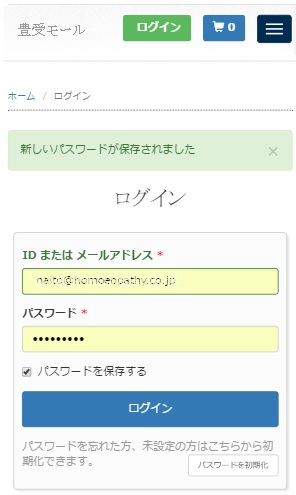 豊受モール
ログイン
0
ホーム / ログイン
新しいパスワードが保存されました ×
ログイン
ID または メールアドレス *
naito@homoeopathy.co.jp
パスワード *
•••••••••
パスワードを保存する
ログイン
パスワードを忘れた方、未設定の方はこちらから初
期化できます。
パスワードを初期化